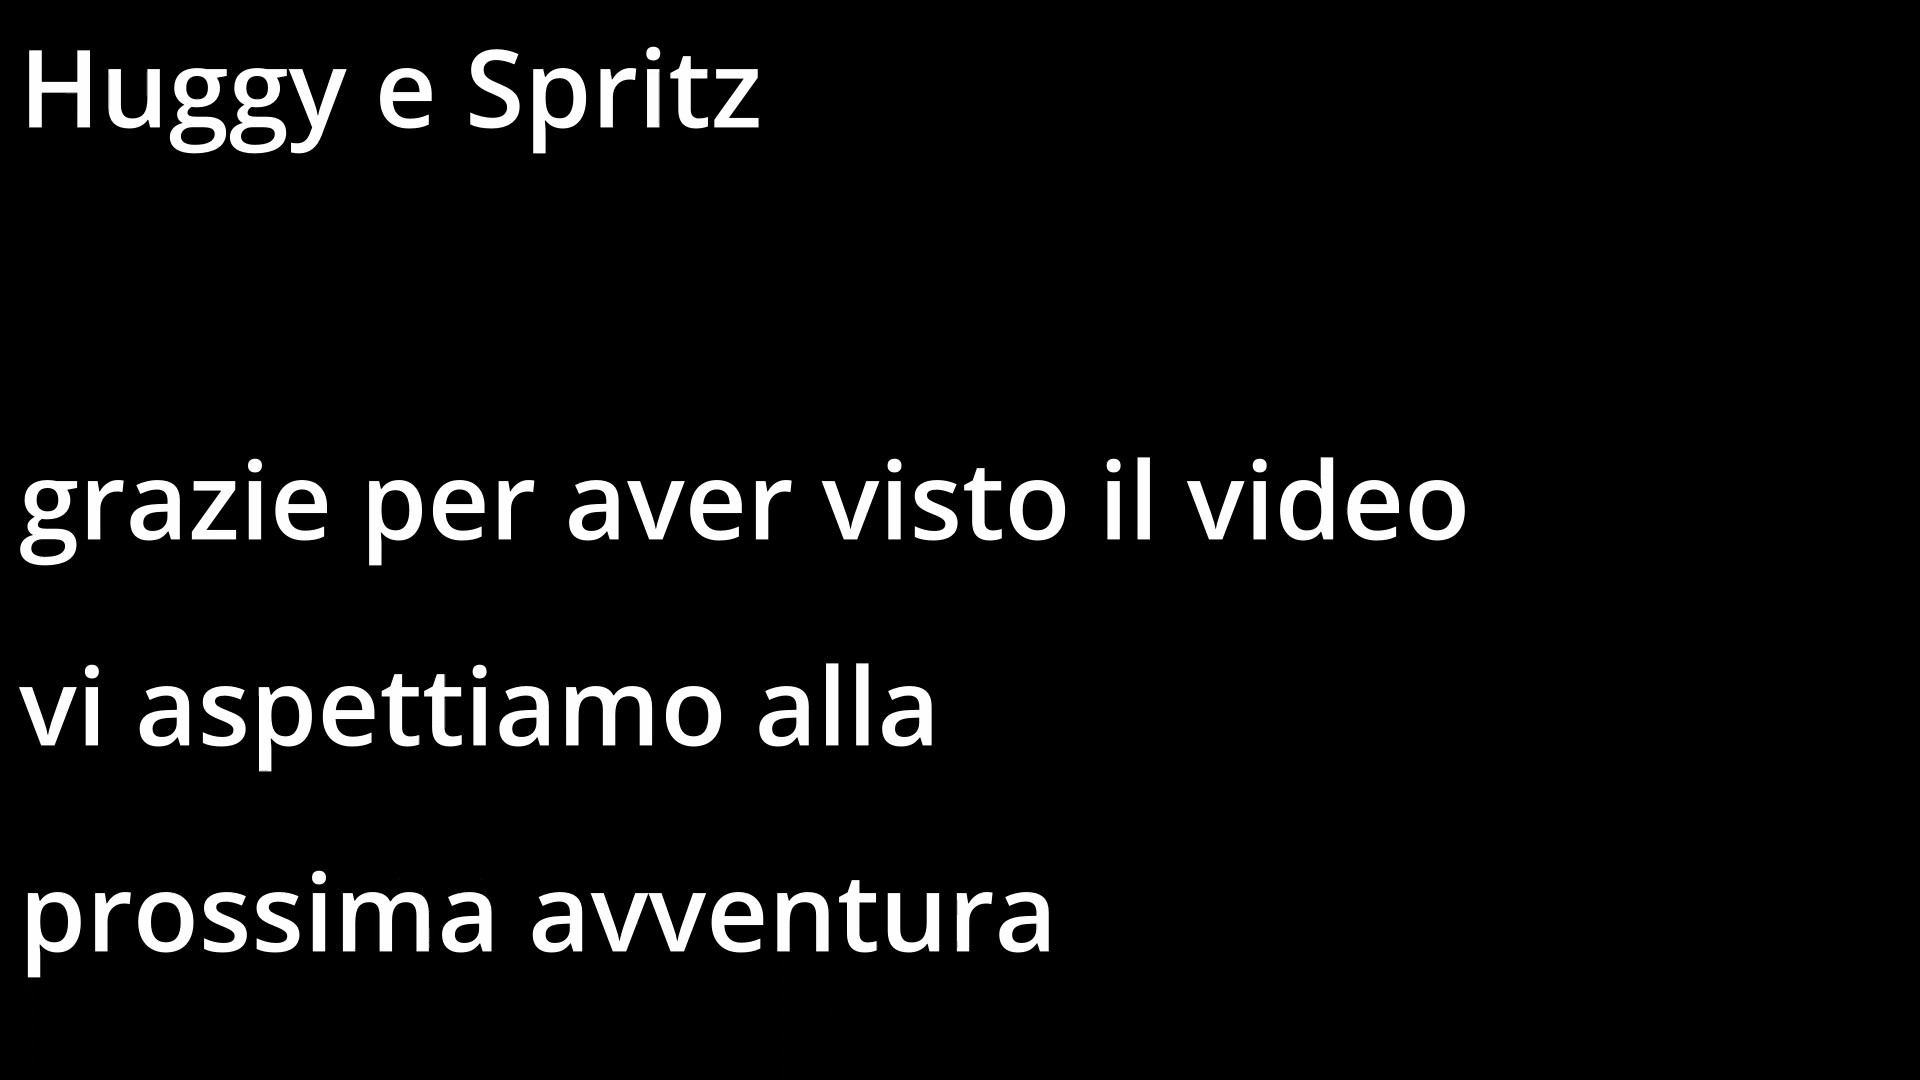 Huggy e Spritz
grazie per aver visto il video
vi aspettiamo alla
prossima avventura